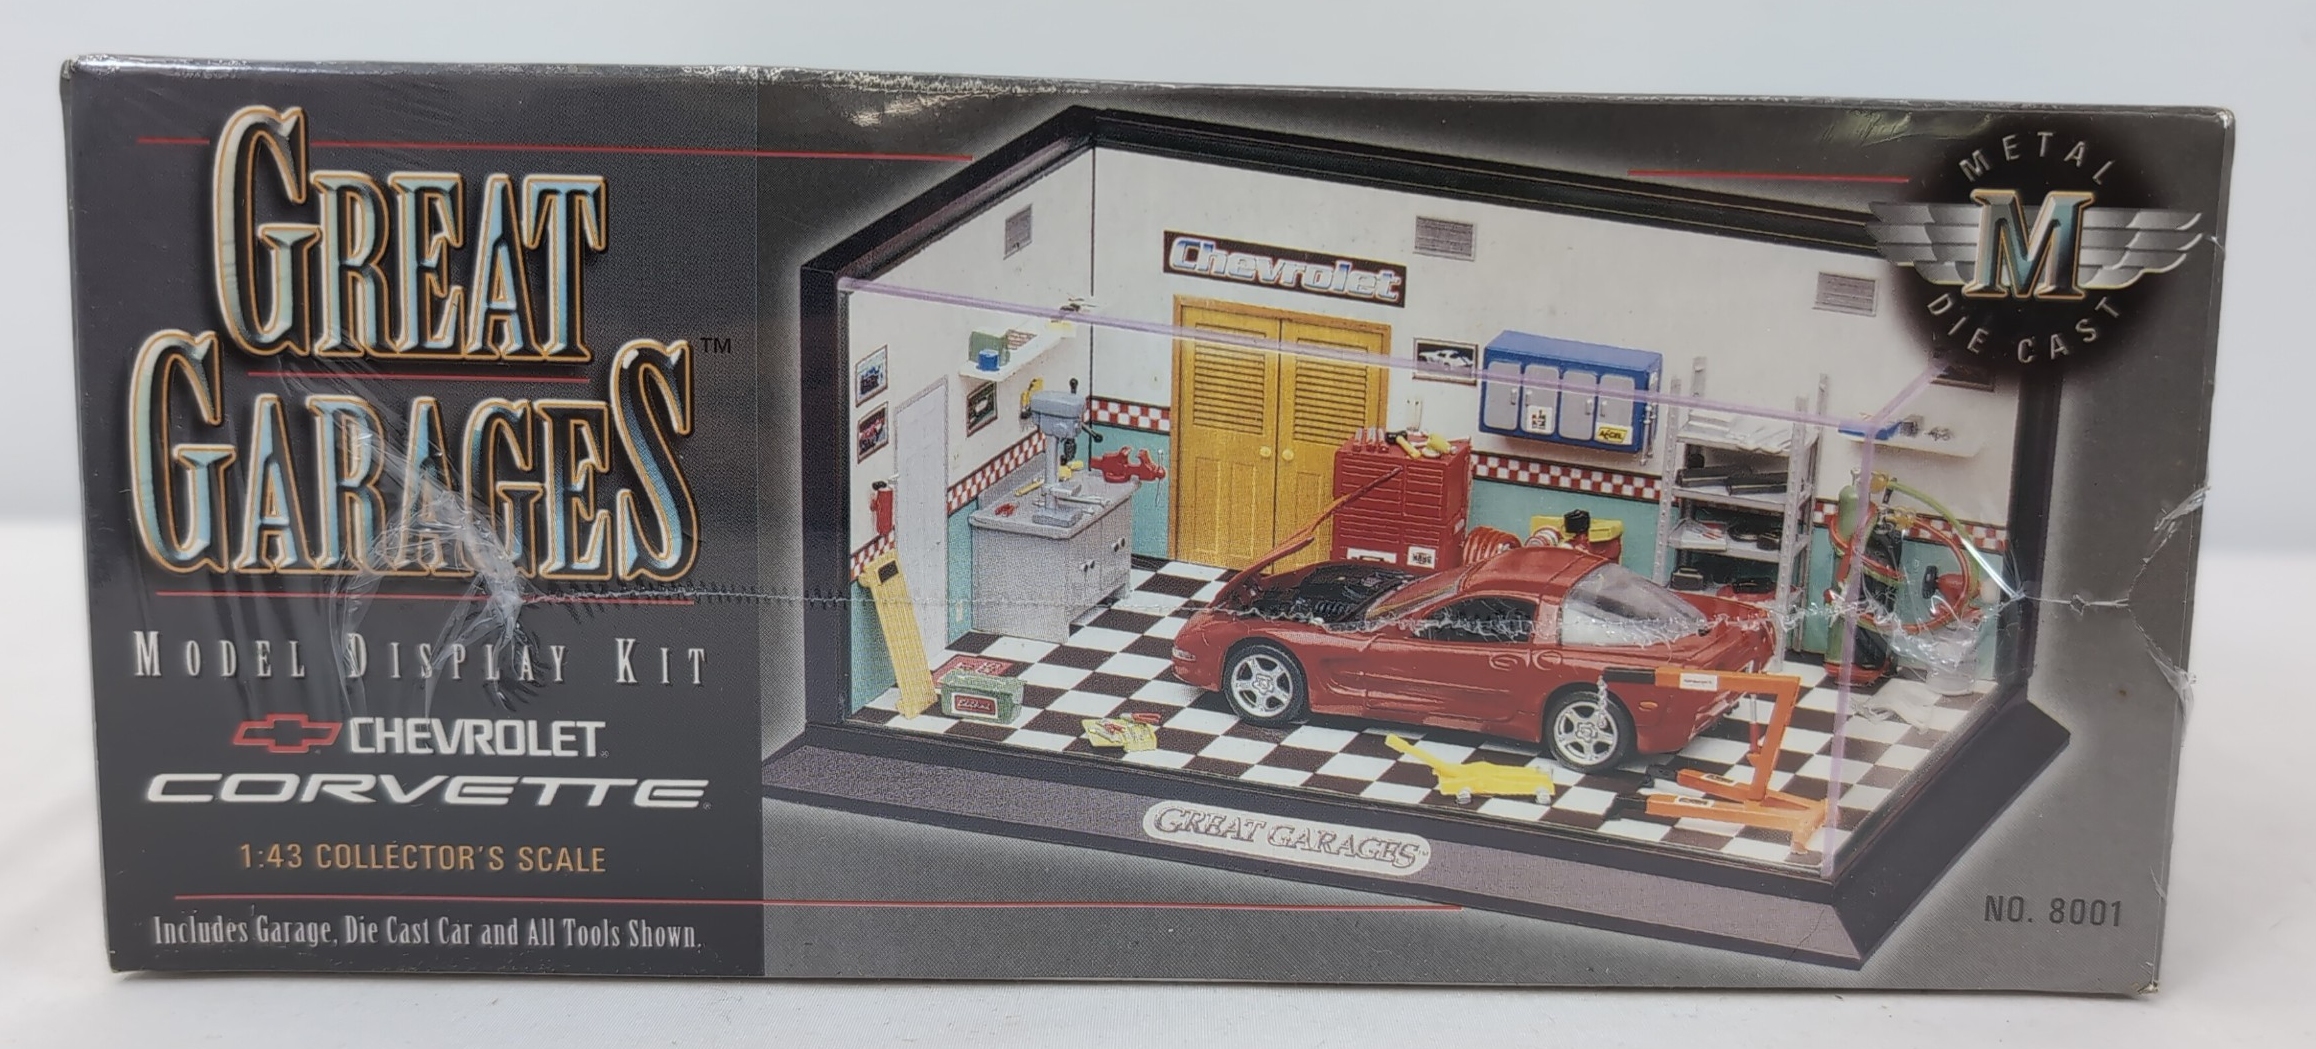 GREAT
GARAGES™
MODEL DISPLAY KIT
CHEVROLET
CORVETTE
1:43 COLLECTOR'S SCALE
Includes Garage, Die Cast Car and All Tools Shown.
Chevrolet
GREAT GARAGES
METAL
M
DIE CAST
NO. 8001